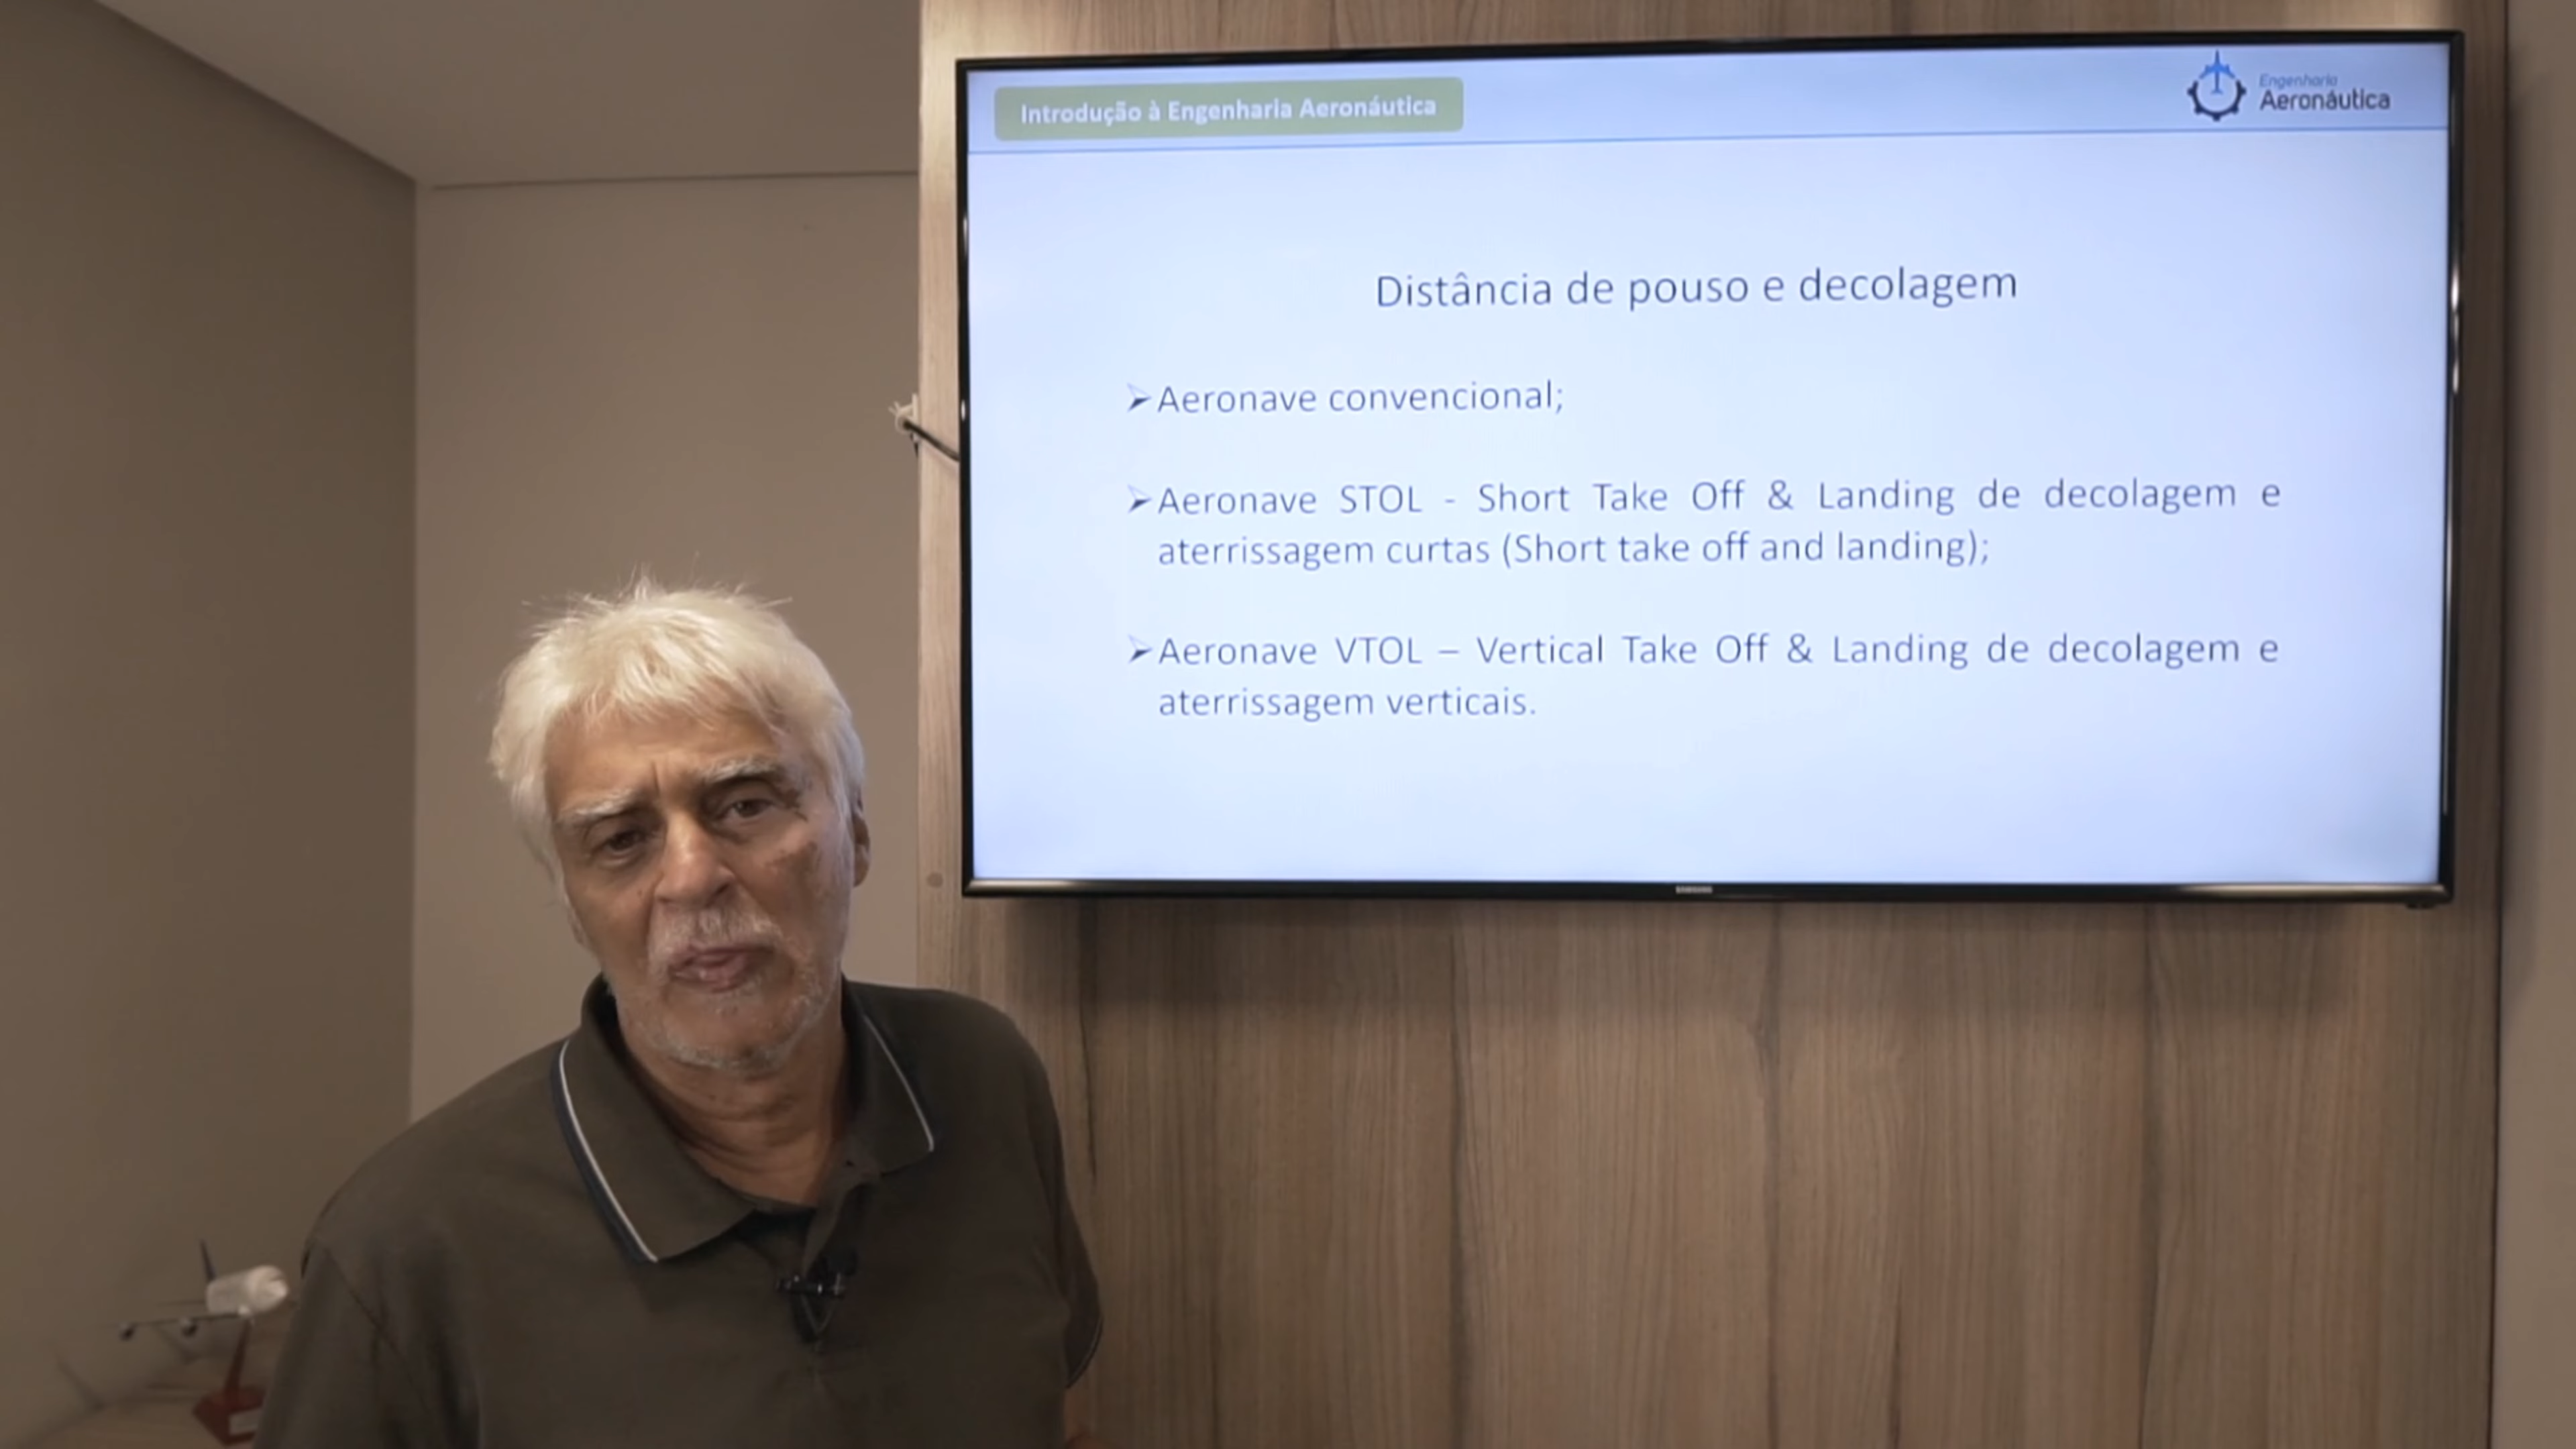 Introdução à Engenharia Aeronáutica
Engenharia
Aeronáutica
Distância de pouso e decolagem
➢Aeronave convencional;
➢Aeronave STOL - Short Take Off & Landing de decolagem e
aterrissagem curtas (Short take off and landing);
➢Aeronave VTOL – Vertical Take Off & Landing de decolagem e
aterrissagem verticais.
SAMSUNG